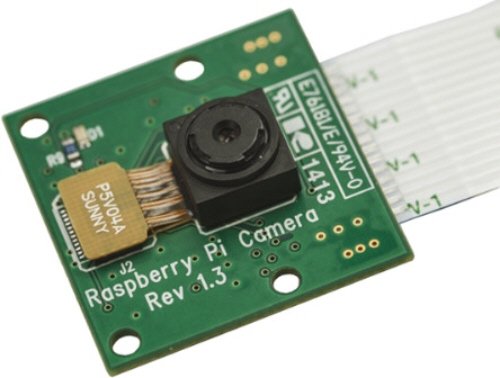 E76181/E/94V-0
1413
D1
R9
P5V04A
SUNNY
J2
Raspberry Pi Camera
Rev 1.3
V-1
V-1
V-1
V-1